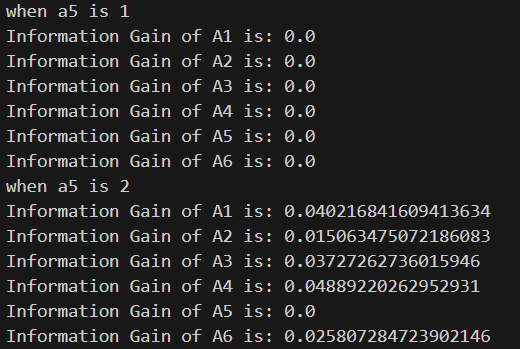 when a5 is 1
Information Gain of A1 is: 0.0
Information Gain of A2 is: 0.0
Information Gain of A3 is: 0.0
Information Gain of A4 is: 0.0
Information Gain of A5 is: 0.0
Information Gain of A6 is: 0.0
when a5 is 2
Information Gain of A1 is: 0.040216841609413634
Information Gain of A2 is: 0.015063475072186083
Information Gain of A3 is: 0.03727262736015946
Information Gain of A4 is: 0.04889220262952931
Information Gain of A5 is: 0.0
Information Gain of A6 is: 0.025807284723902146